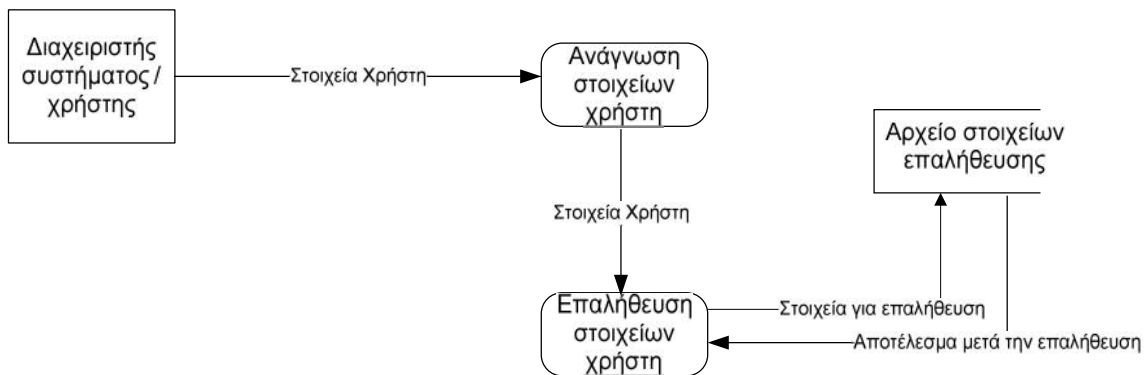 Διαχειριστής
συστήματος /
χρήστης
Στοιχεία Χρήστη
Ανάγνωση
στοιχείων
χρήστη
Αρχείο στοιχείων
επαλήθευσης
Στοιχεία Χρήστη
Επαλήθευση
στοιχείων
χρήστη
Στοιχεία για επαλήθευση
Αποτέλεσμα μετά την επαλήθευση